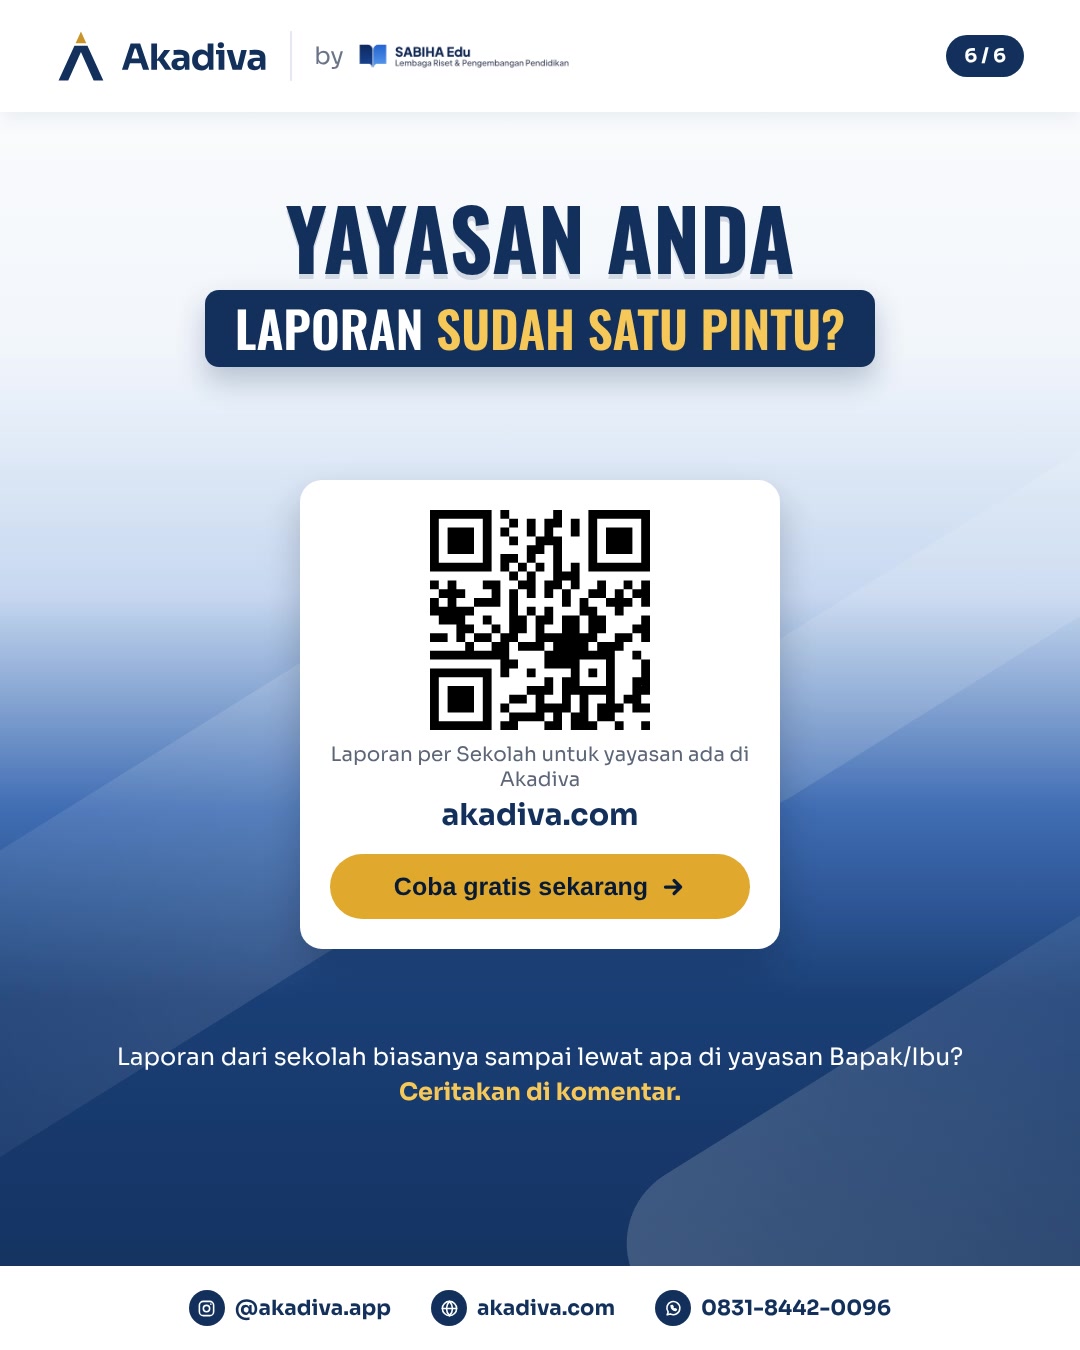 Akadiva
by
SABIHA Edu
Lembaga Riset & Pengembangan Pendidikan
6 / 6
YAYASAN ANDA
LAPORAN SUDAH SATU PINTU?
Laporan per Sekolah untuk yayasan ada di
Akadiva
akadiva.com
Coba gratis sekarang →
Laporan dari sekolah biasanya sampai lewat apa di yayasan Bapak/Ibu?
Ceritakan di komentar.
@akadiva.app
akadiva.com
0831-8442-0096